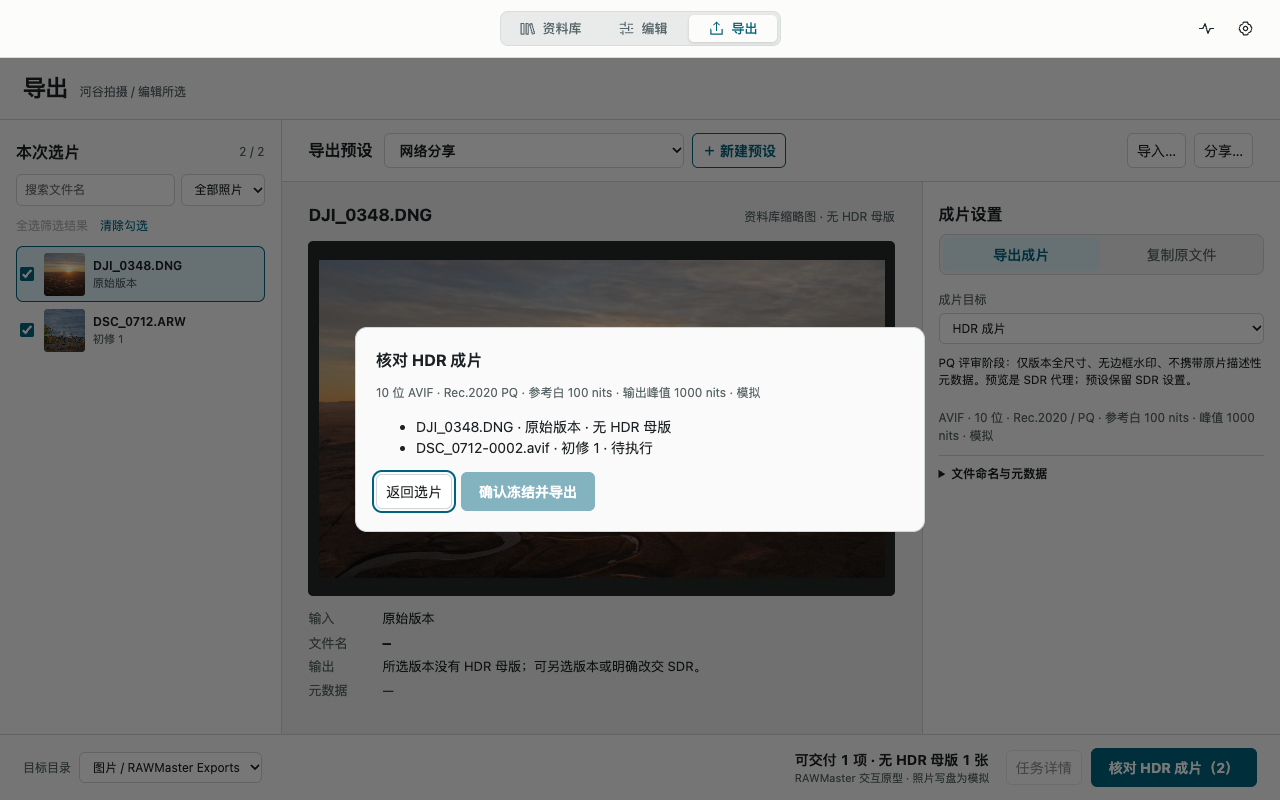 资料库
编辑
导出
导出
河谷拍摄 / 编辑所选
本次选片
2 / 2
搜索文件名
全部照片
全选筛选结果
清除勾选
DJI_0348.DNG
原始版本
DSC_0712.ARW
初修 1
导出预设
网络分享
+ 新建预设
导入...
分享...
DJI_0348.DNG
资料库缩略图 · 无 HDR 母版
核对 HDR 成片
10 位 AVIF · Rec.2020 PQ · 参考白 100 nits · 输出峰值 1000 nits · 模拟
• DJI_0348.DNG · 原始版本 · 无 HDR 母版
• DSC_0712-0002.avif · 初修 1 · 待执行
返回选片
确认冻结并导出
输入
原始版本
文件名
—
输出
所选版本没有 HDR 母版；可另选版本或明确改交 SDR。
元数据
—
成片设置
导出成片
复制原文件
成片目标
HDR 成片
PQ 评审阶段：仅版本全尺寸、无边框水印、不携带原片描述性
元数据。预览是 SDR 代理；预设保留 SDR 设置。
AVIF · 10 位 · Rec.2020 / PQ · 参考白 100 nits · 峰值 1000
nits · 模拟
文件命名与元数据
目标目录
图片 / RAWMaster Exports
可交付 1 项 · 无 HDR 母版 1 张
RAWMaster 交互原型 · 照片写盘为模拟
任务详情
核对 HDR 成片（2）